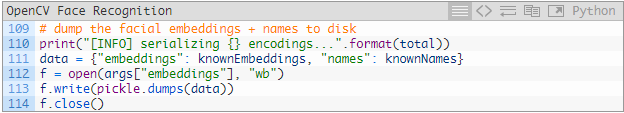 OpenCV Face Recognition Python
109 # dump the facial embeddings + names to disk
110 print("[INFO] serializing {} encodings...".format(total))
111 data = {"embeddings": knownEmbeddings, "names": knownNames}
112 f = open(args["embeddings"], "wb")
113 f.write(pickle.dumps(data))
114 f.close()